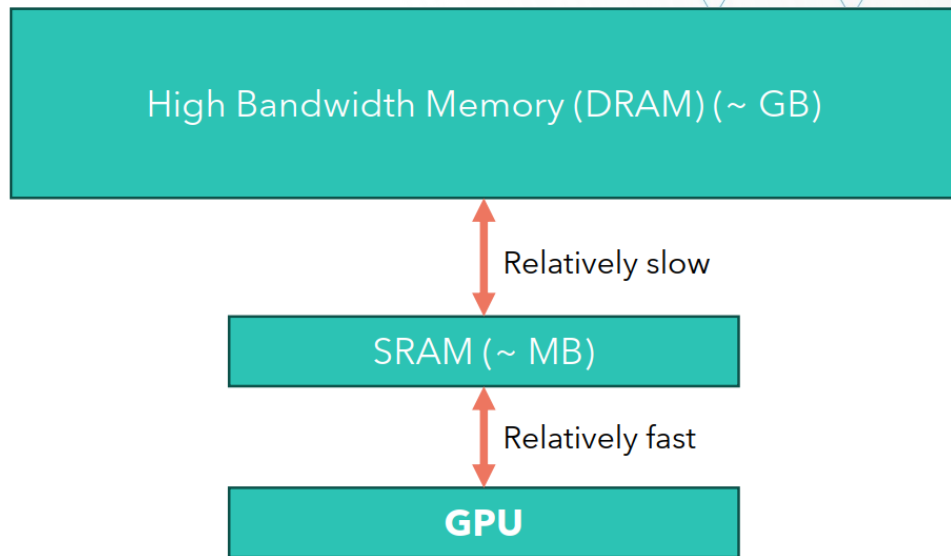 High Bandwidth Memory (DRAM) (~ GB)
Relatively slow
SRAM (~ MB)
Relatively fast
GPU